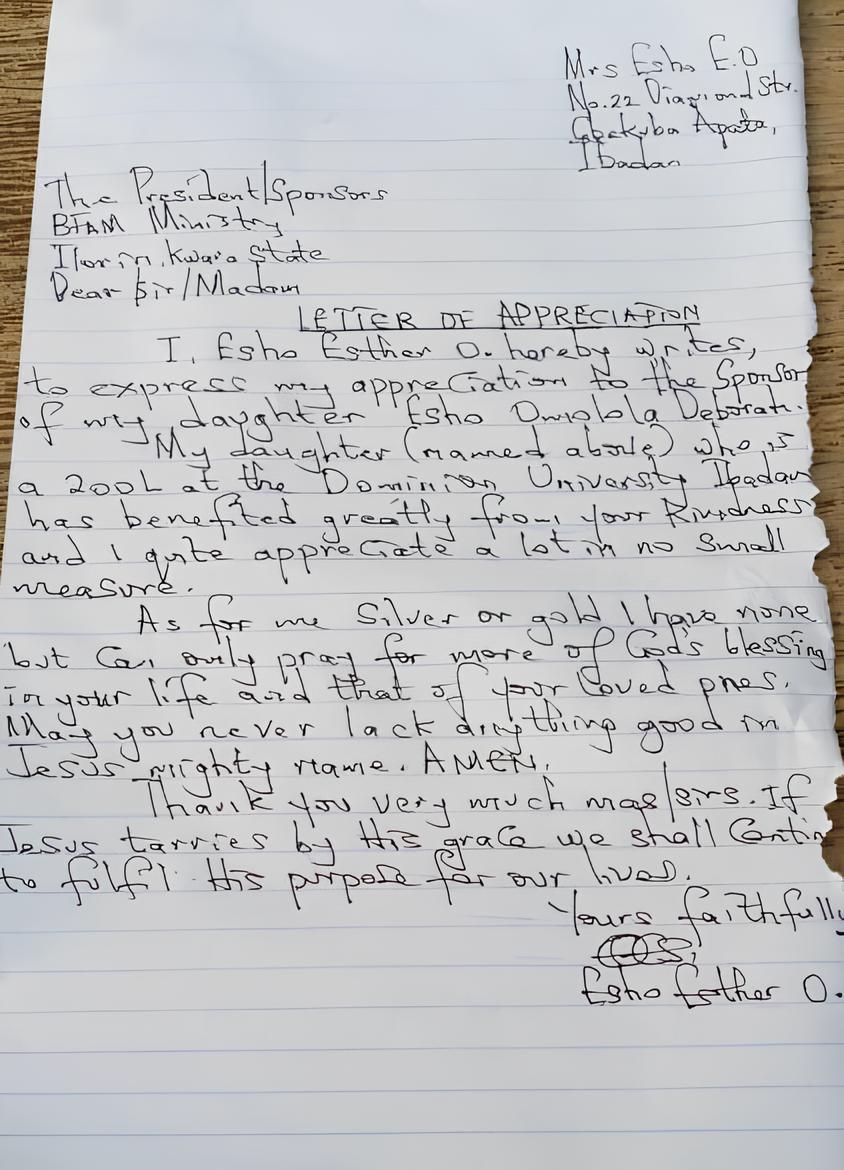 Mrs Esho E.O
No.22 Diamond Str.
Gbekuba Apata,
Ibadan
The President/Sponsors
BFAM Ministry
Ilorin, Kwara State
Dear Sir/Madam
LETTER OF APPRECIATION
I, Esho Esther O. hereby writes,
to express my appreciation to the Sponsor
of my daughter Esho Omolola Deborah.
My daughter (named above) who is
a 200L at the Dominion University Ibadan
has benefited greatly from your Kindness
and I quite appreciate a lot in no small
measure.
As for me Silver or gold I have none
but Can only pray for more of God's blessing
in your life and that of your loved ones.
May you never lack anything good in
Jesus mighty name. AMEN.
Thank you very much mas/sirs. If
Jesus tarries by His grace we shall Contin
to fulfil His purpose for our lives.
Yours faithfully
Esho Esther O.